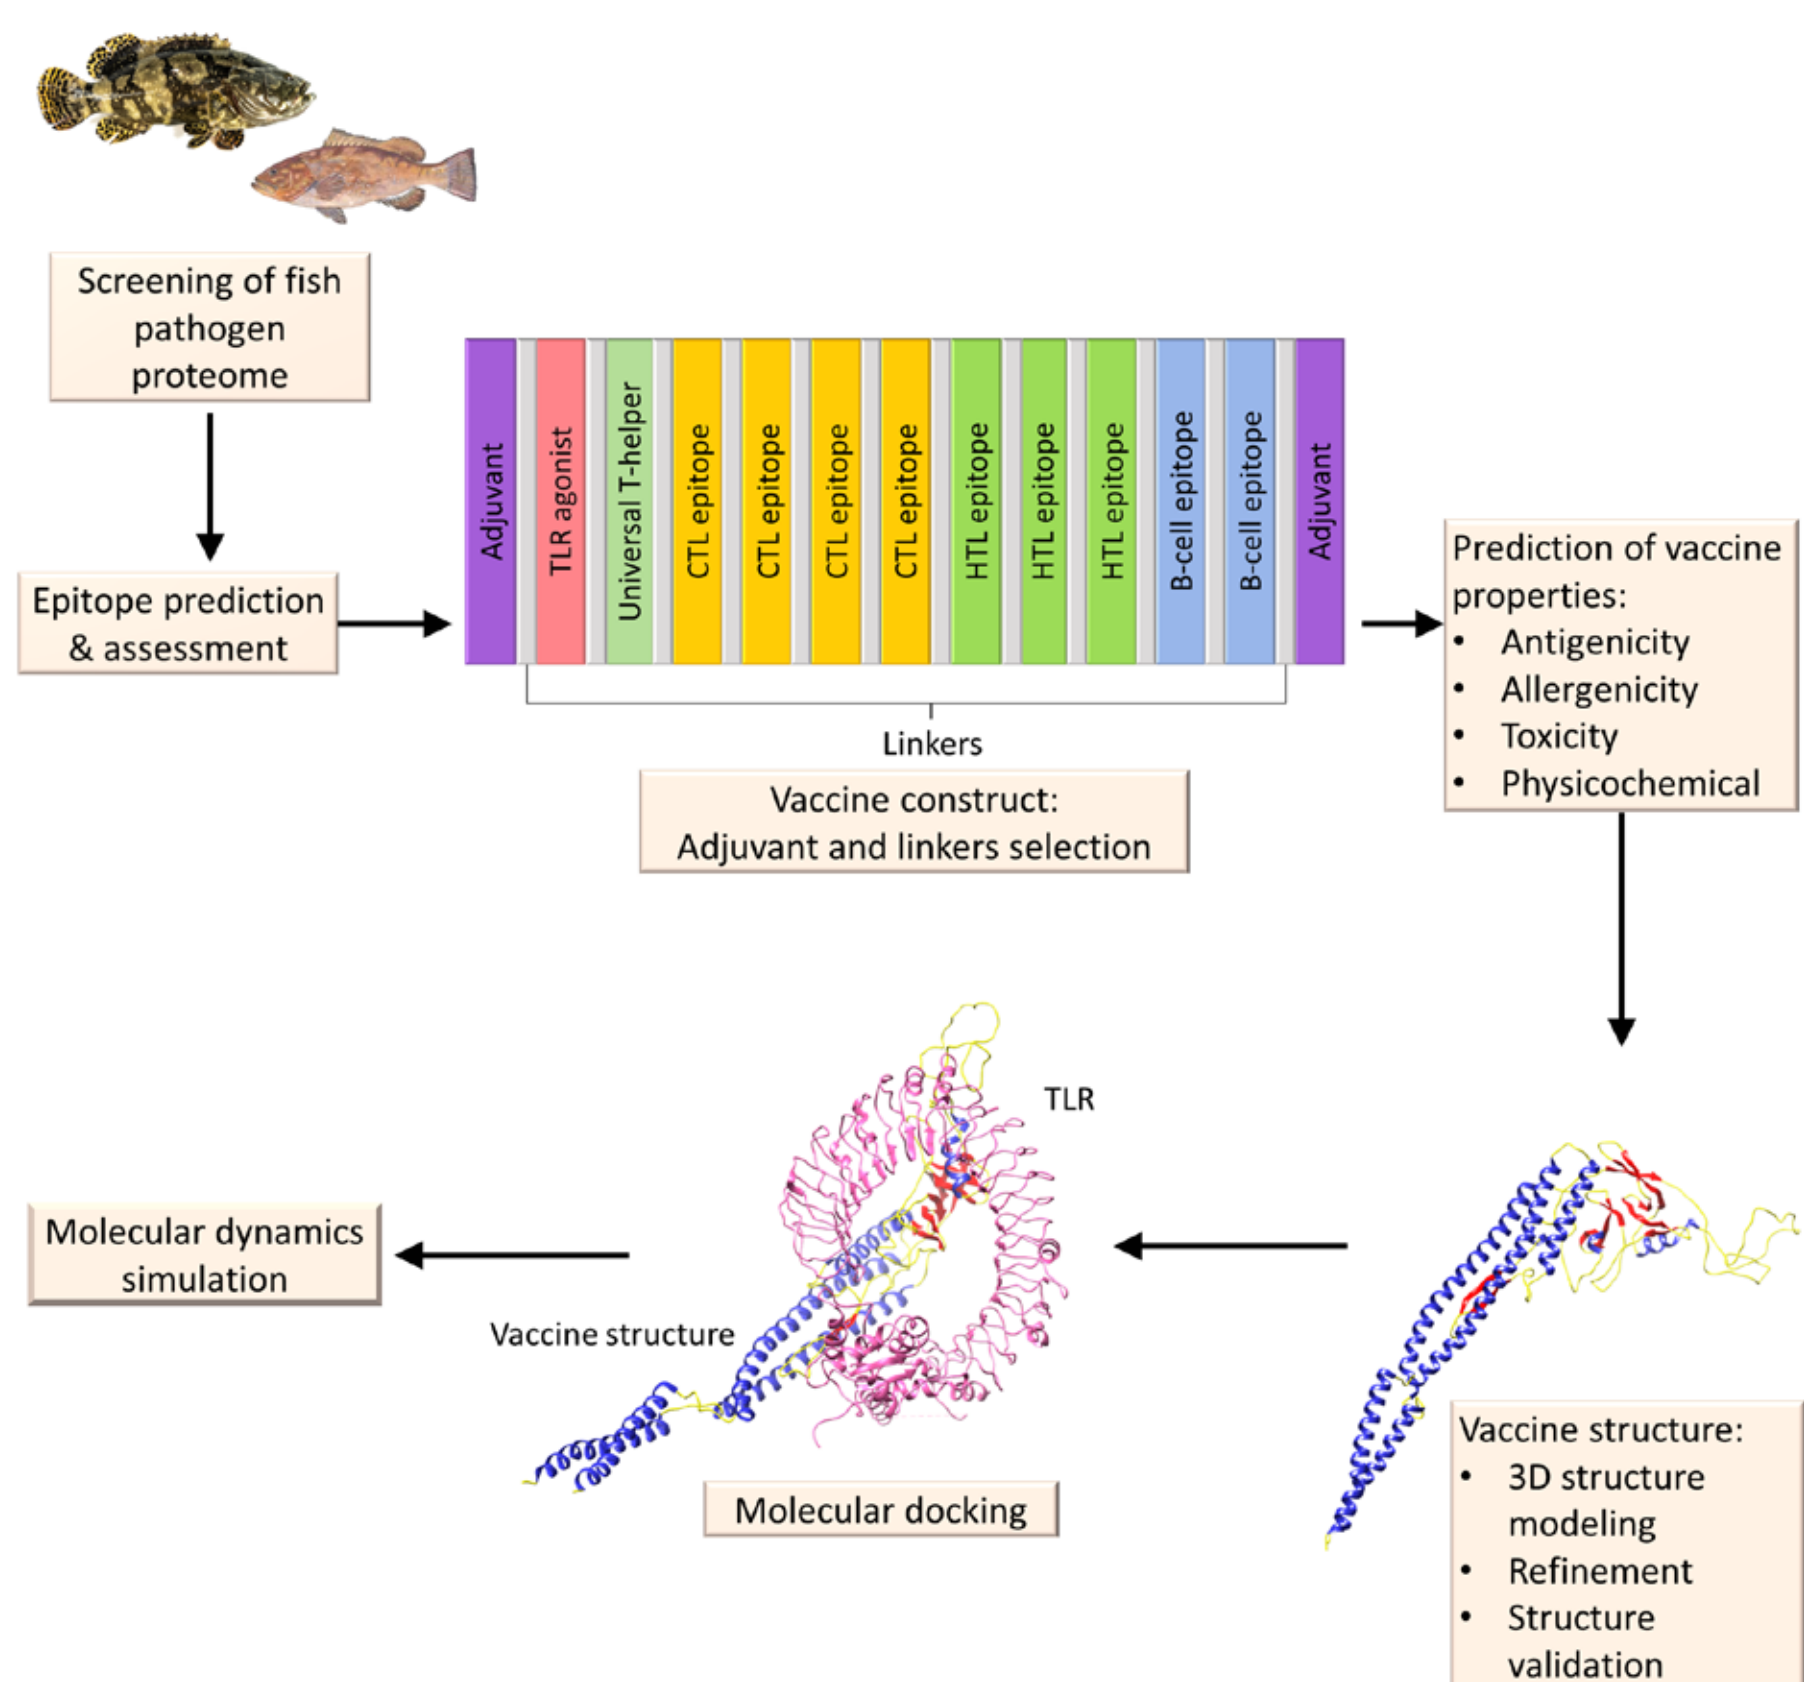 Screening of fish
pathogen
proteome
Epitope prediction
& assessment
Adjuvant
TLR agonist
Universal T-helper
CTL epitope
CTL epitope
CTL epitope
CTL epitope
HTL epitope
HTL epitope
HTL epitope
B-cell epitope
B-cell epitope
Adjuvant
Linkers
Vaccine construct:
Adjuvant and linkers selection
Prediction of vaccine
properties:
• Antigenicity
• Allergenicity
• Toxicity
• Physicochemical
TLR
Vaccine structure
Molecular docking
Molecular dynamics
simulation
Vaccine structure:
• 3D structure
modeling
• Refinement
• Structure
validation